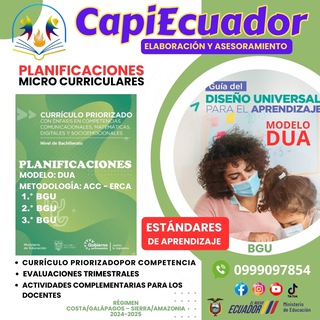 CapiEcuador
ELABORACIÓN Y ASESORAMIENTO
PLANIFICACIONES
MICRO CURRICULARES
CURRÍCULO PRIORIZADO
CON ÉNFASIS EN COMPETENCIAS
COMUNICACIONALES, MATEMÁTICAS,
DIGITALES Y SOCIOEMOCIONALES
Nivel de Bachillerato
PLANIFICACIONES
MODELO: DUA
METODOLOGÍA: ACC - ERCA
1.° BGU
2.° BGU
3.° BGU
Guía del
DISEÑO UNIVERSAL
PARA EL APRENDIZAJE
MODELO
DUA
ESTÁNDARES
DE APRENDIZAJE
BGU
CURRÍCULO PRIORIZADOPOR COMPETENCIA
EVALUACIONES TRIMESTRALES
ACTIVIDADES COMPLEMENTARIAS PARA LOS
DOCENTES
RÉGIMEN
COSTA/GALÁPAGOS – SIERRA/AMAZONIA
2024-2025
0999097854
EL NUEVO
ECUADOR
Ministerio
de Educación